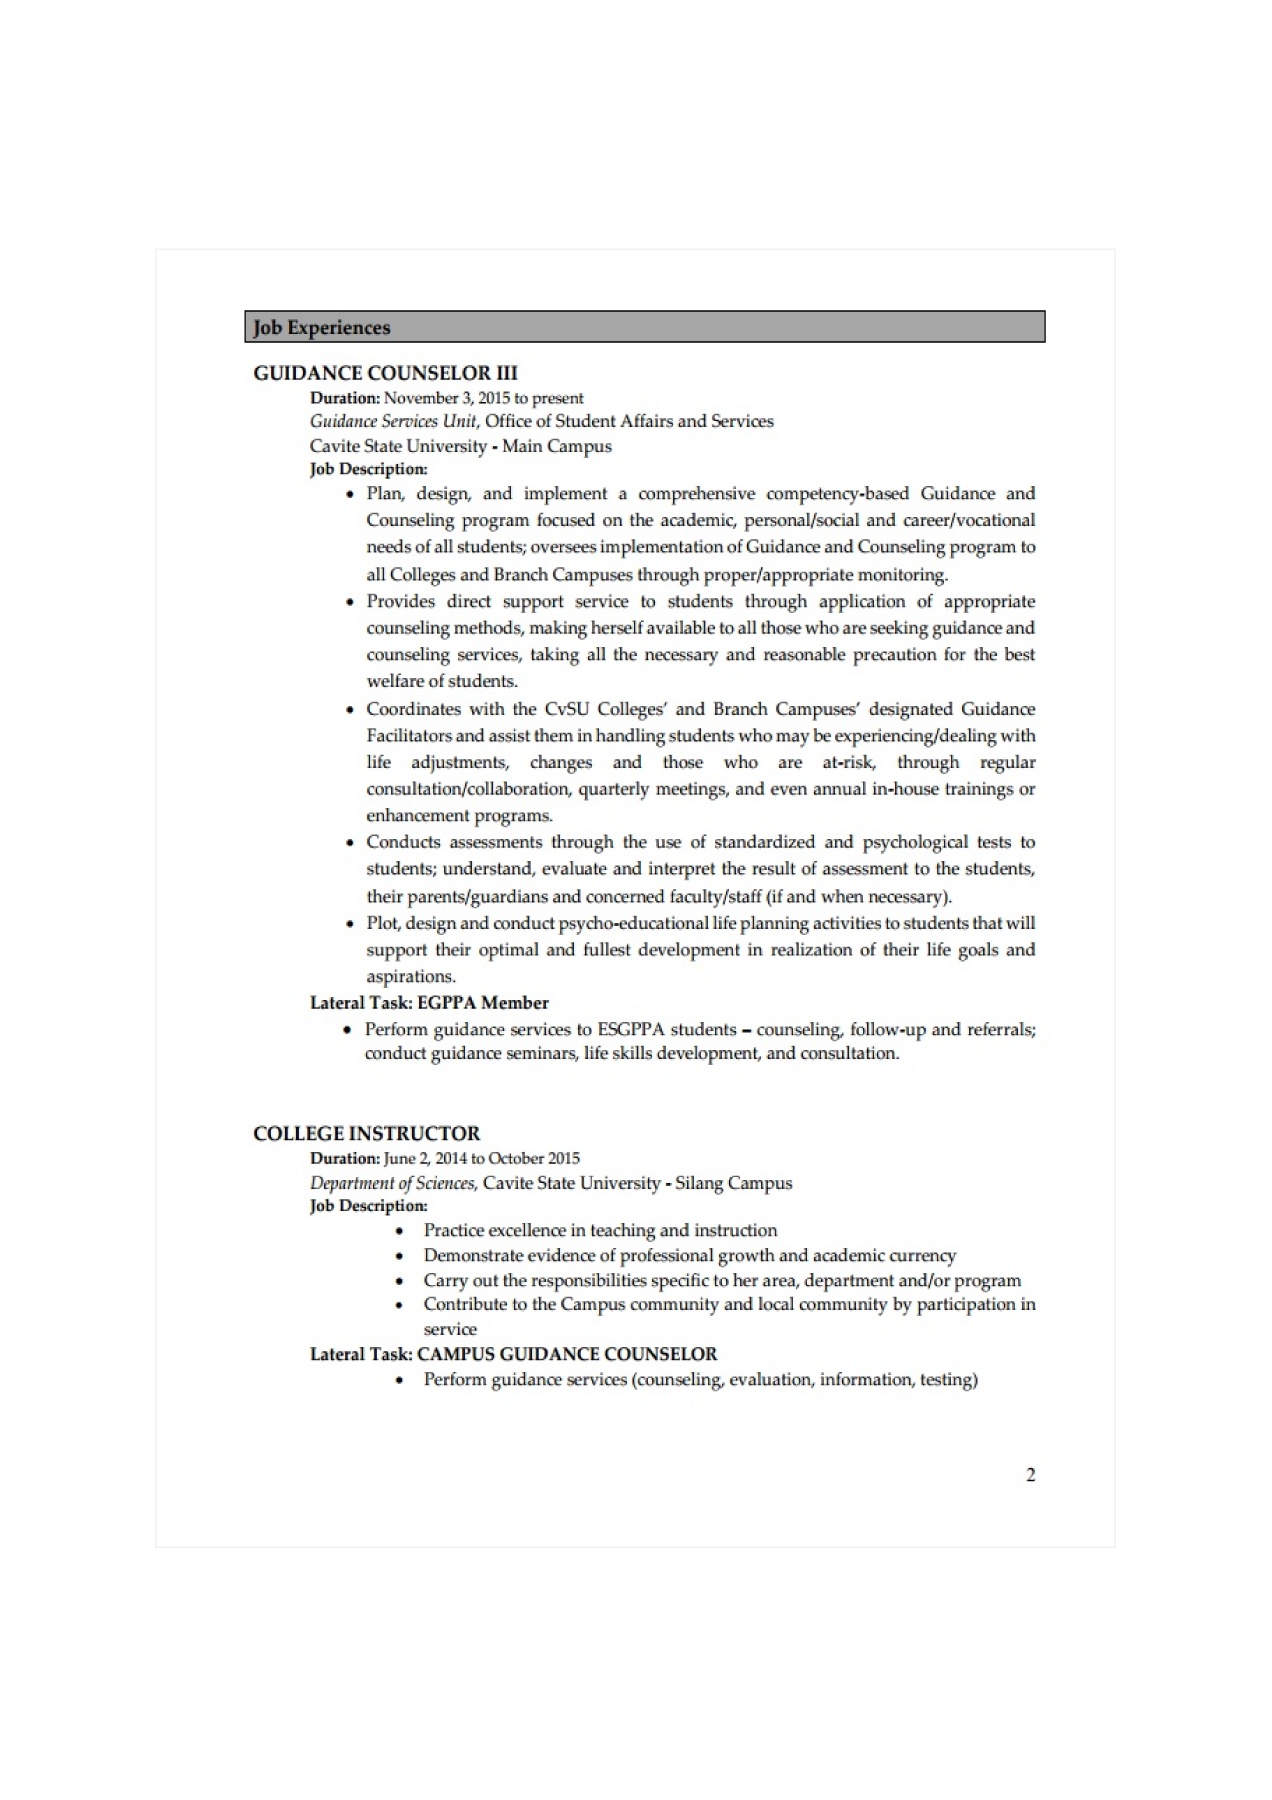 Job Experiences
GUIDANCE COUNSELOR III
Duration: November 3, 2015 to present
Guidance Services Unit, Office of Student Affairs and Services
Cavite State University - Main Campus
Job Description:
• Plan, design, and implement a comprehensive competency-based Guidance and
Counseling program focused on the academic, personal/social and career/vocational
needs of all students; oversees implementation of Guidance and Counseling program to
all Colleges and Branch Campuses through proper/appropriate monitoring.
• Provides direct support service to students through application of appropriate
counseling methods, making herself available to all those who are seeking guidance and
counseling services, taking all the necessary and reasonable precaution for the best
welfare of students.
• Coordinates with the CvSU Colleges’ and Branch Campuses’ designated Guidance
Facilitators and assist them in handling students who may be experiencing/dealing with
life adjustments, changes and those who are at-risk, through regular
consultation/collaboration, quarterly meetings, and even annual in-house trainings or
enhancement programs.
• Conducts assessments through the use of standardized and psychological tests to
students; understand, evaluate and interpret the result of assessment to the students,
their parents/guardians and concerned faculty/staff (if and when necessary).
• Plot, design and conduct psycho-educational life planning activities to students that will
support their optimal and fullest development in realization of their life goals and
aspirations.
Lateral Task: EGPPA Member
• Perform guidance services to ESGPPA students – counseling, follow-up and referrals;
conduct guidance seminars, life skills development, and consultation.
COLLEGE INSTRUCTOR
Duration: June 2, 2014 to October 2015
Department of Sciences, Cavite State University - Silang Campus
Job Description:
• Practice excellence in teaching and instruction
• Demonstrate evidence of professional growth and academic currency
• Carry out the responsibilities specific to her area, department and/or program
• Contribute to the Campus community and local community by participation in
service
Lateral Task: CAMPUS GUIDANCE COUNSELOR
• Perform guidance services (counseling, evaluation, information, testing)
2